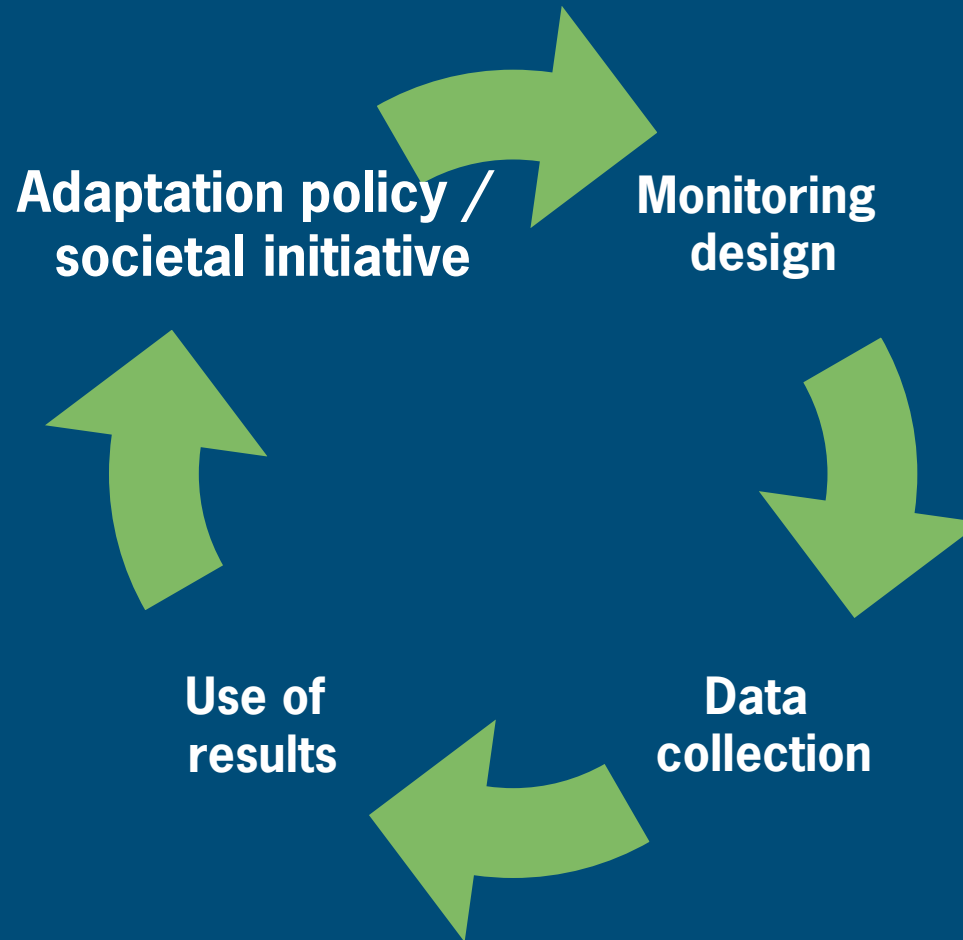 Adaptation policy /
societal initiative
Monitoring
design
Data
collection
Use of
results